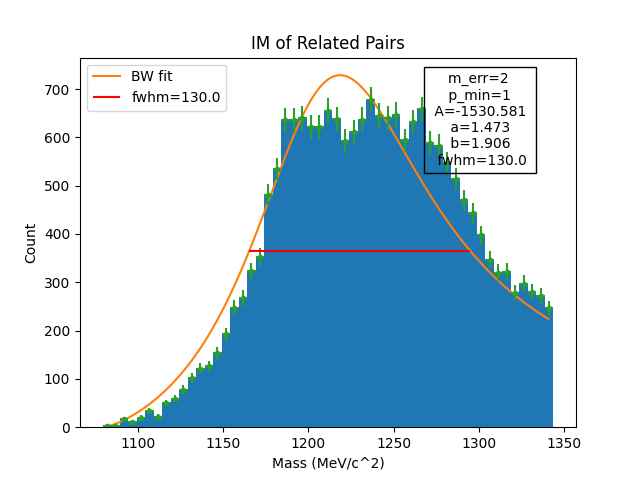 IM of Related Pairs
BW fit
fwhm=130.0
m_err=2
p_min=1
A=-1530.581
a=1.473
b=1.906
fwhm=130.0
700
600
500
400
300
200
100
0
Count
1100 1150 1200 1250 1300 1350
Mass (MeV/c^2)